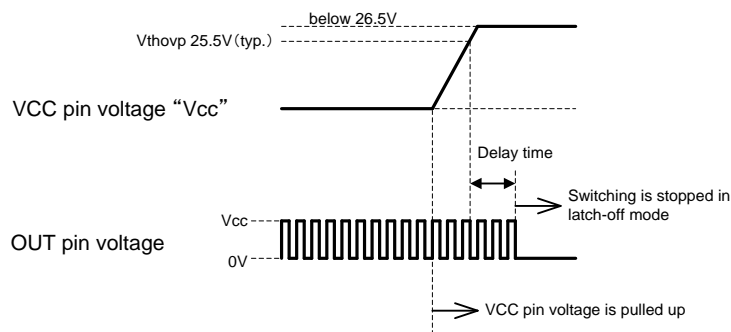 below 26.5V
Vthovp 25.5V(typ.)
VCC pin voltage “Vcc”
Delay time
Switching is stopped in
latch-off mode
Vcc
OUT pin voltage
0V
VCC pin voltage is pulled up